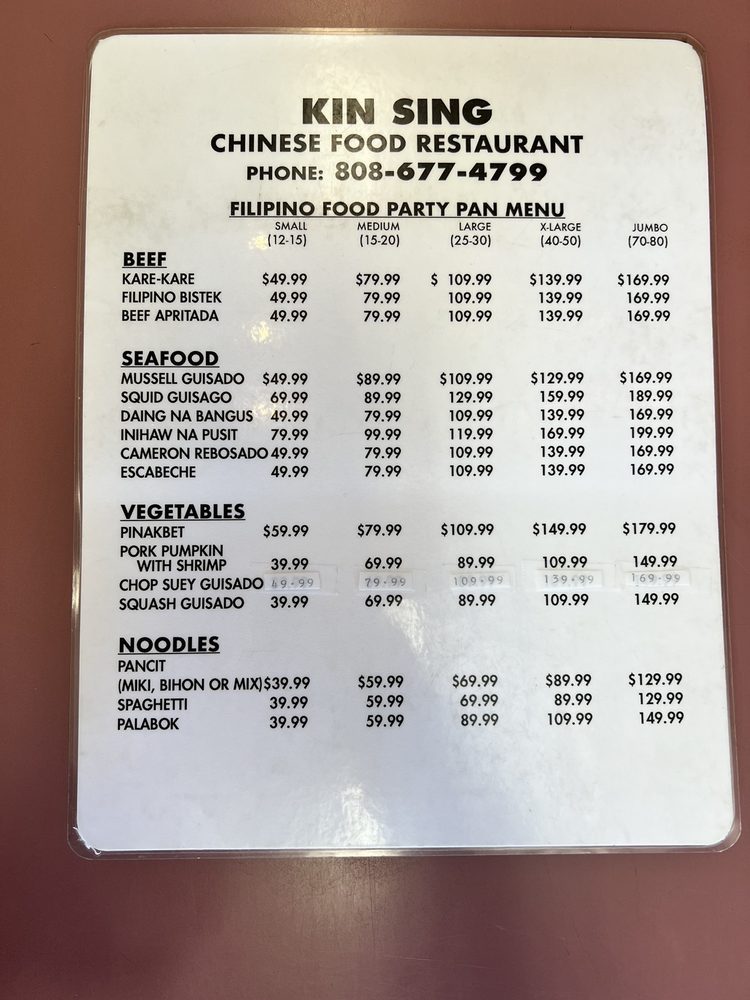 KIN SING
CHINESE FOOD RESTAURANT
PHONE: 808-677-4799
FILIPINO FOOD PARTY PAN MENU
SMALL MEDIUM LARGE X-LARGE JUMBO
(12-15) (15-20) (25-30) (40-50) (70-80)
BEEF
KARE-KARE $49.99 $79.99 $ 109.99 $139.99 $169.99
FILIPINO BISTEK 49.99 79.99 109.99 139.99 169.99
BEEF APRITADA 49.99 79.99 109.99 139.99 169.99
SEAFOOD
MUSSELL GUISADO $49.99 $89.99 $109.99 $129.99 $169.99
SQUID GUISAGO 69.99 89.99 129.99 159.99 189.99
DAING NA BANGUS 49.99 79.99 109.99 139.99 169.99
INIHAW NA PUSIT 79.99 99.99 119.99 169.99 199.99
CAMERON REBOSADO 49.99 79.99 109.99 139.99 169.99
ESCABECHE 49.99 79.99 109.99 139.99 169.99
VEGETABLES
PINAKBET $59.99 $79.99 $109.99 $149.99 $179.99
PORK PUMPKIN
WITH SHRIMP 39.99 69.99 89.99 109.99 149.99
CHOP SUEY GUISADO 49.99 79.99 109.99 139.99 169.99
SQUASH GUISADO 39.99 69.99 89.99 109.99 149.99
NOODLES
PANCIT
(MIKI, BIHON OR MIX) $39.99 $59.99 $69.99 $89.99 $129.99
SPAGHETTI 39.99 59.99 69.99 89.99 129.99
PALABOK 39.99 59.99 89.99 109.99 149.99